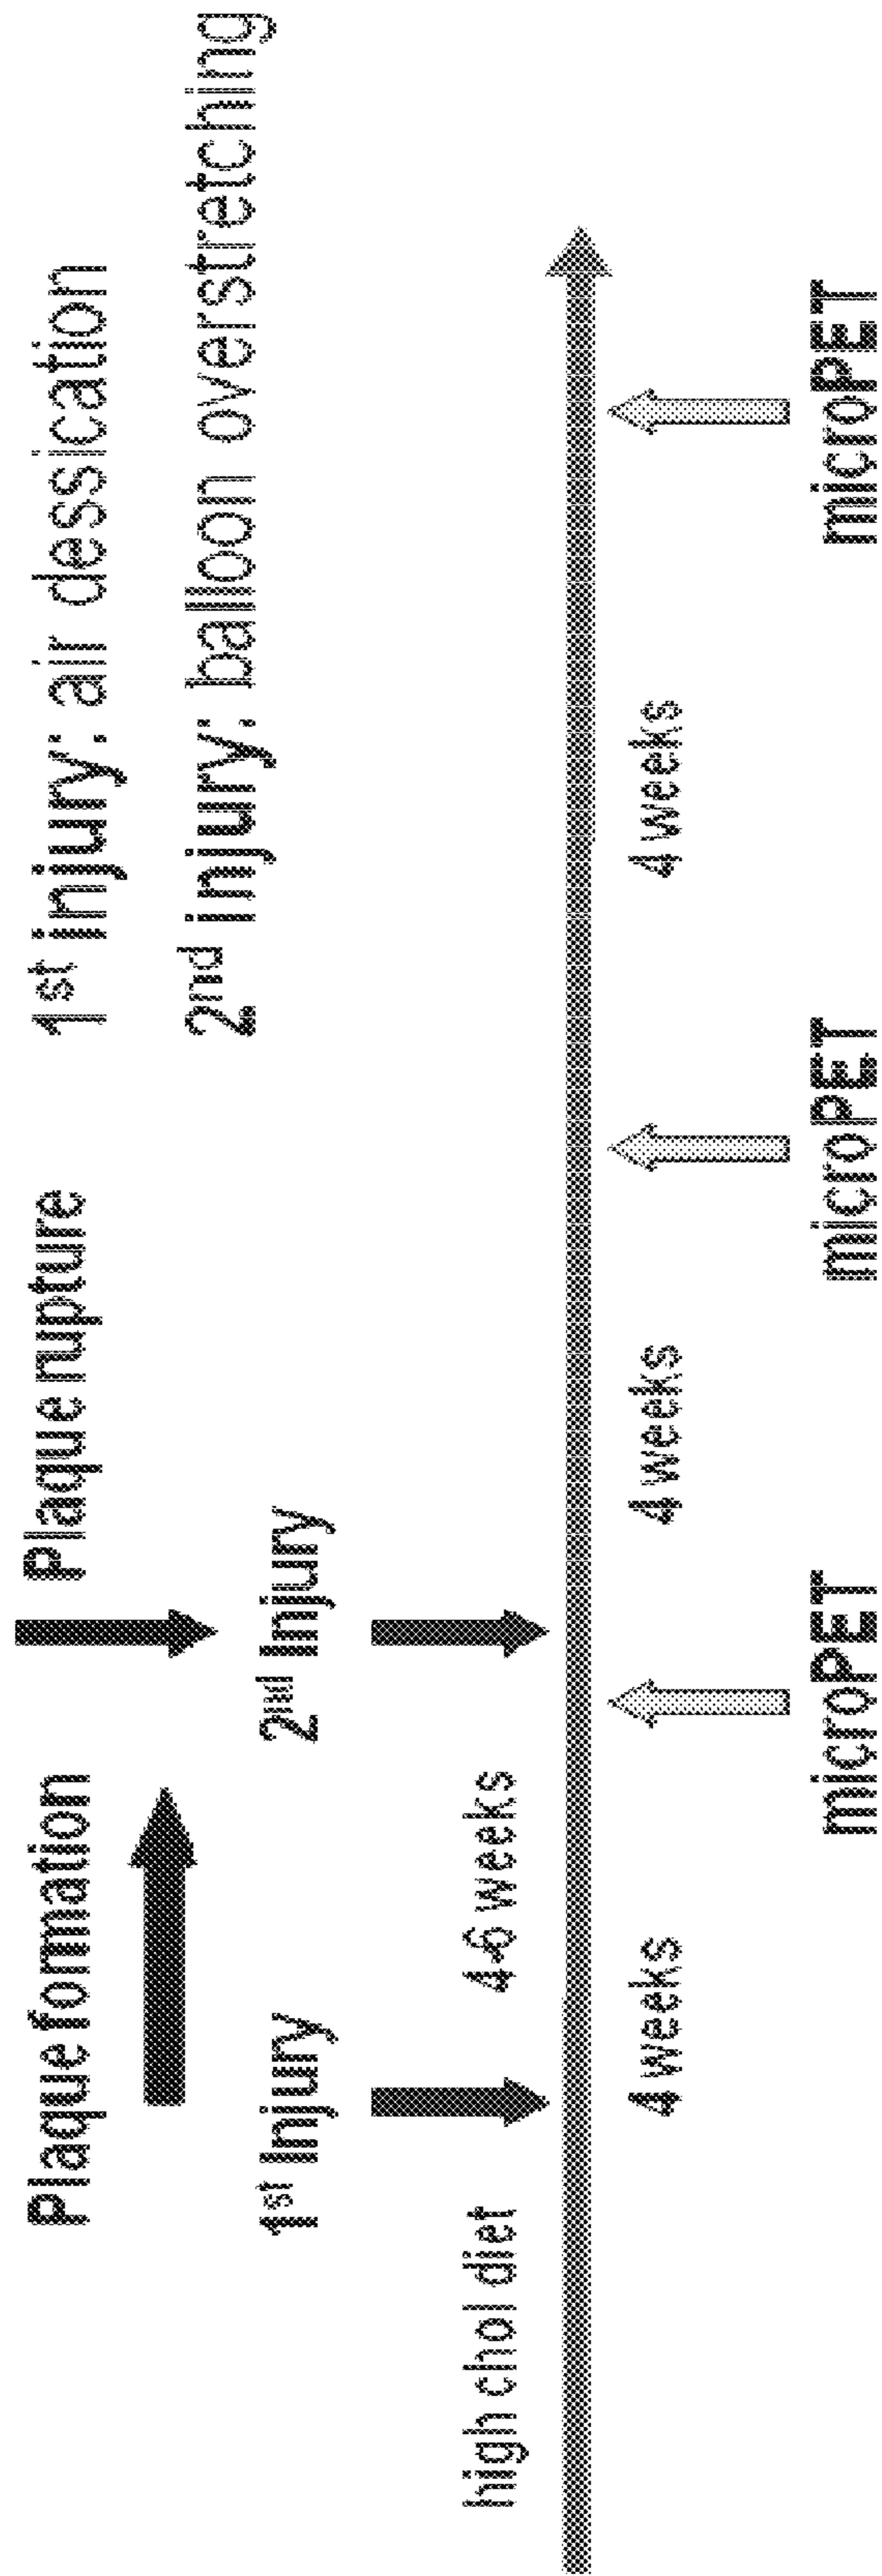 Plaque formation
Plaque rupture
1st injury: air dessication
2nd injury: balloon overstretching
1st Injury
2nd Injury
high chol diet
4-6 weeks
4 weeks
4 weeks
4 weeks
microPET
microPET
microPET